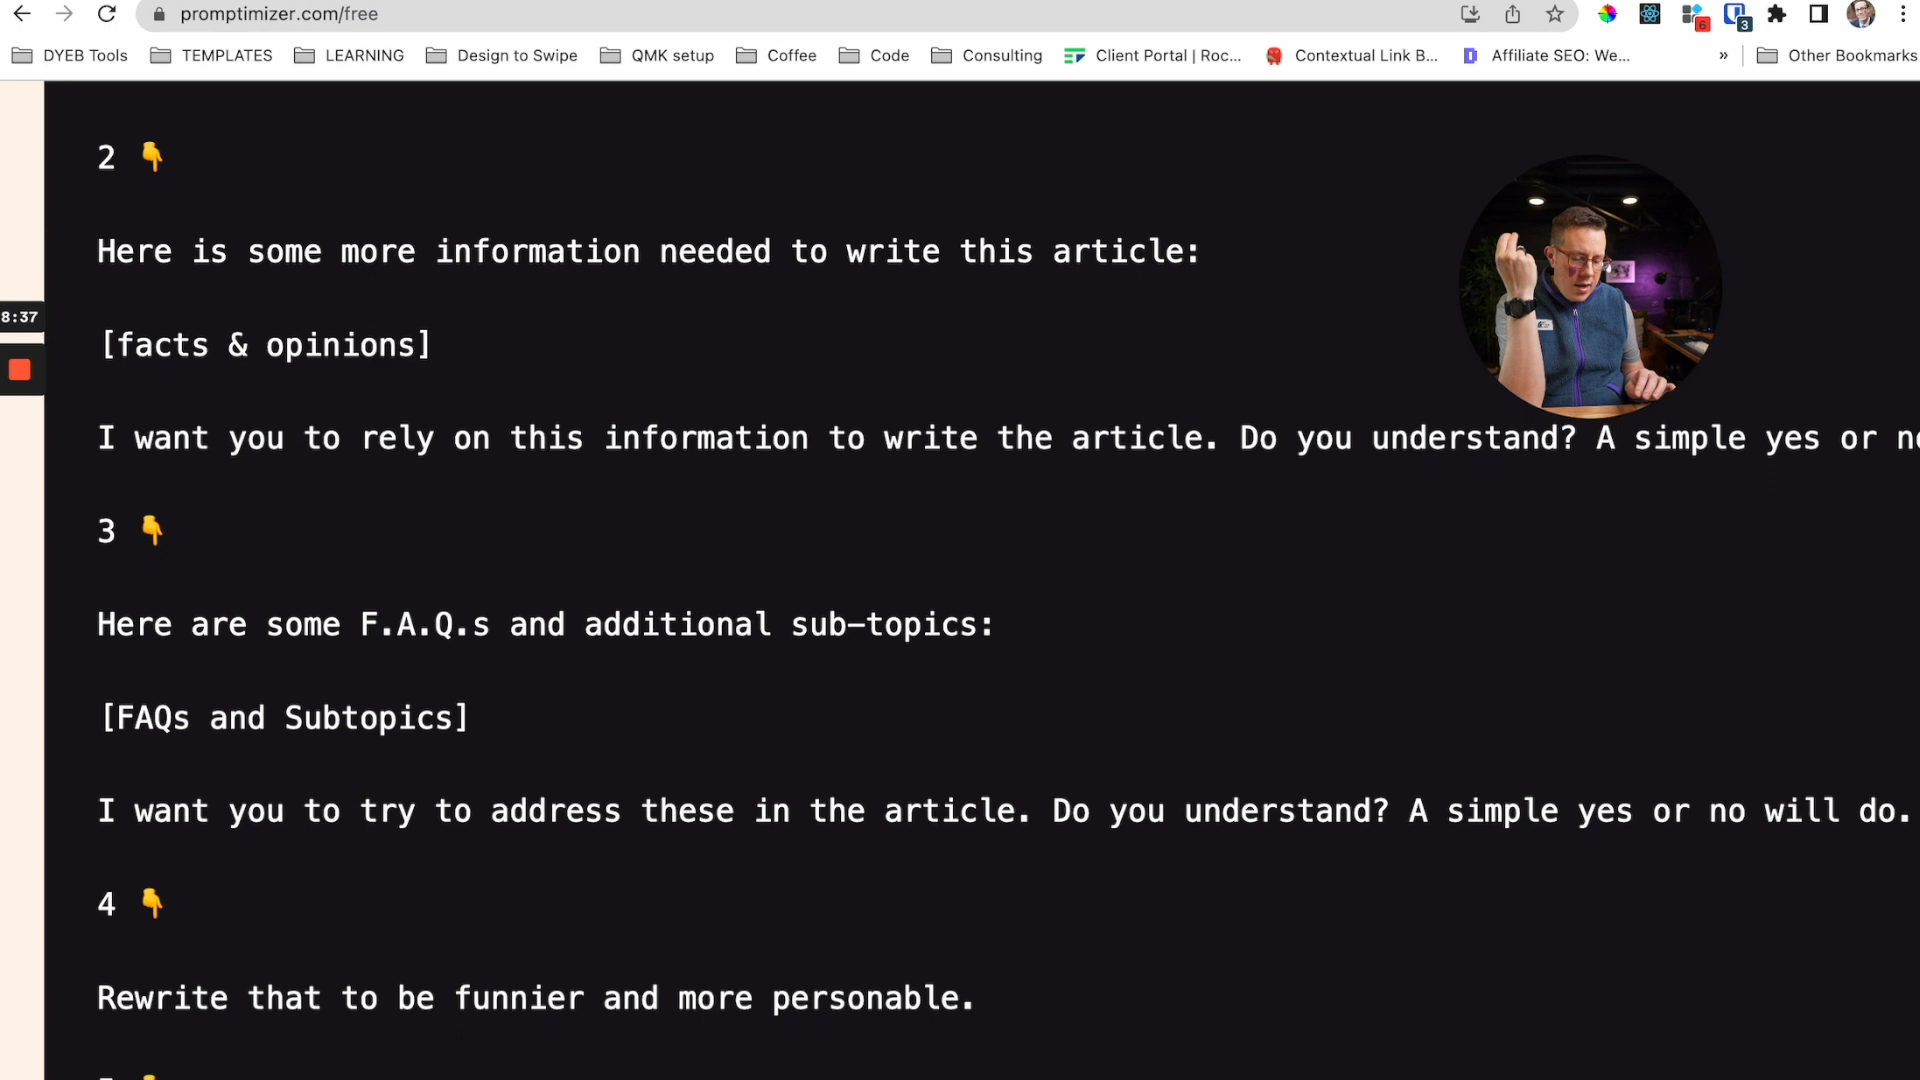 promptimizer.com/free
6
3
DYEB Tools
TEMPLATES
LEARNING
Design to Swipe
QMK setup
Coffee
Code
Consulting
Client Portal | Roc...
Contextual Link B...
Affiliate SEO: We...
»
Other Bookmarks
2 👇
Here is some more information needed to write this article:
8:37
[facts & opinions]
I want you to rely on this information to write the article. Do you understand? A simple yes or
3 👇
Here are some F.A.Q.s and additional sub-topics:
[FAQs and Subtopics]
I want you to try to address these in the article. Do you understand? A simple yes or no will do.
4 👇
Rewrite that to be funnier and more personable.